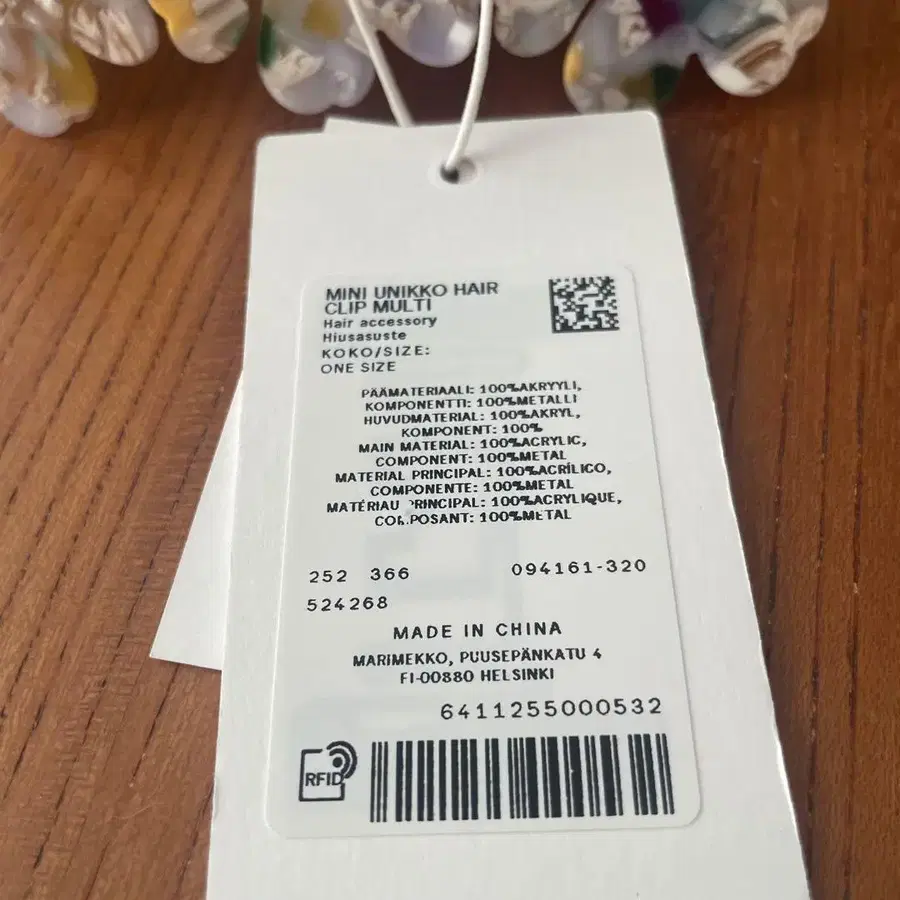 MINI UNIKKO HAIR
CLIP MULTI
Hair accessory
Hiusasuste
KOKO/SIZE:
ONE SIZE
PÄÄMATERIAALI: 100%AKRYYLI,
KOMPONENTTI: 100%METALLI
HUVUDMATERIAL: 100%AKRYL,
KOMPONENT: 100%
MAIN MATERIAL: 100%ACRYLIC,
COMPONENT: 100%METAL
MATERIAL PRINCIPAL: 100%ACRÍLICO,
COMPONENTE: 100%METAL
MATÉRIAU PRINCIPAL: 100%ACRYLIQUE,
COMPOSANT: 100%METAL
252 366 094161-320
524268
MADE IN CHINA
MARIMEKKO, PUUSEPÄNKATU 4
FI-00880 HELSINKI
6411255000532
RFID